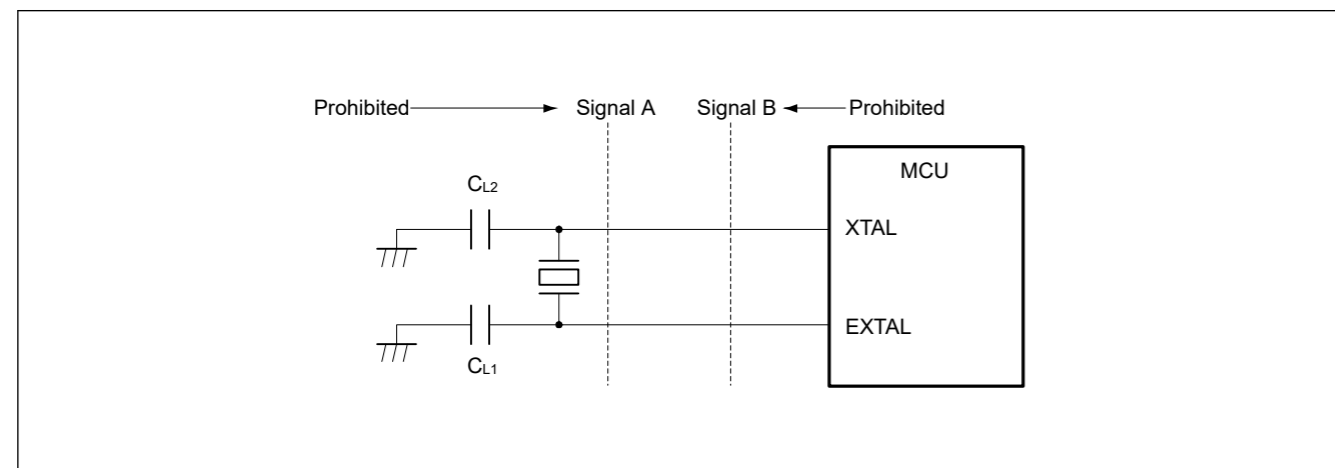 Prohibited Signal A Signal B Prohibited
MCU
CL2
XTAL
EXTAL
CL1